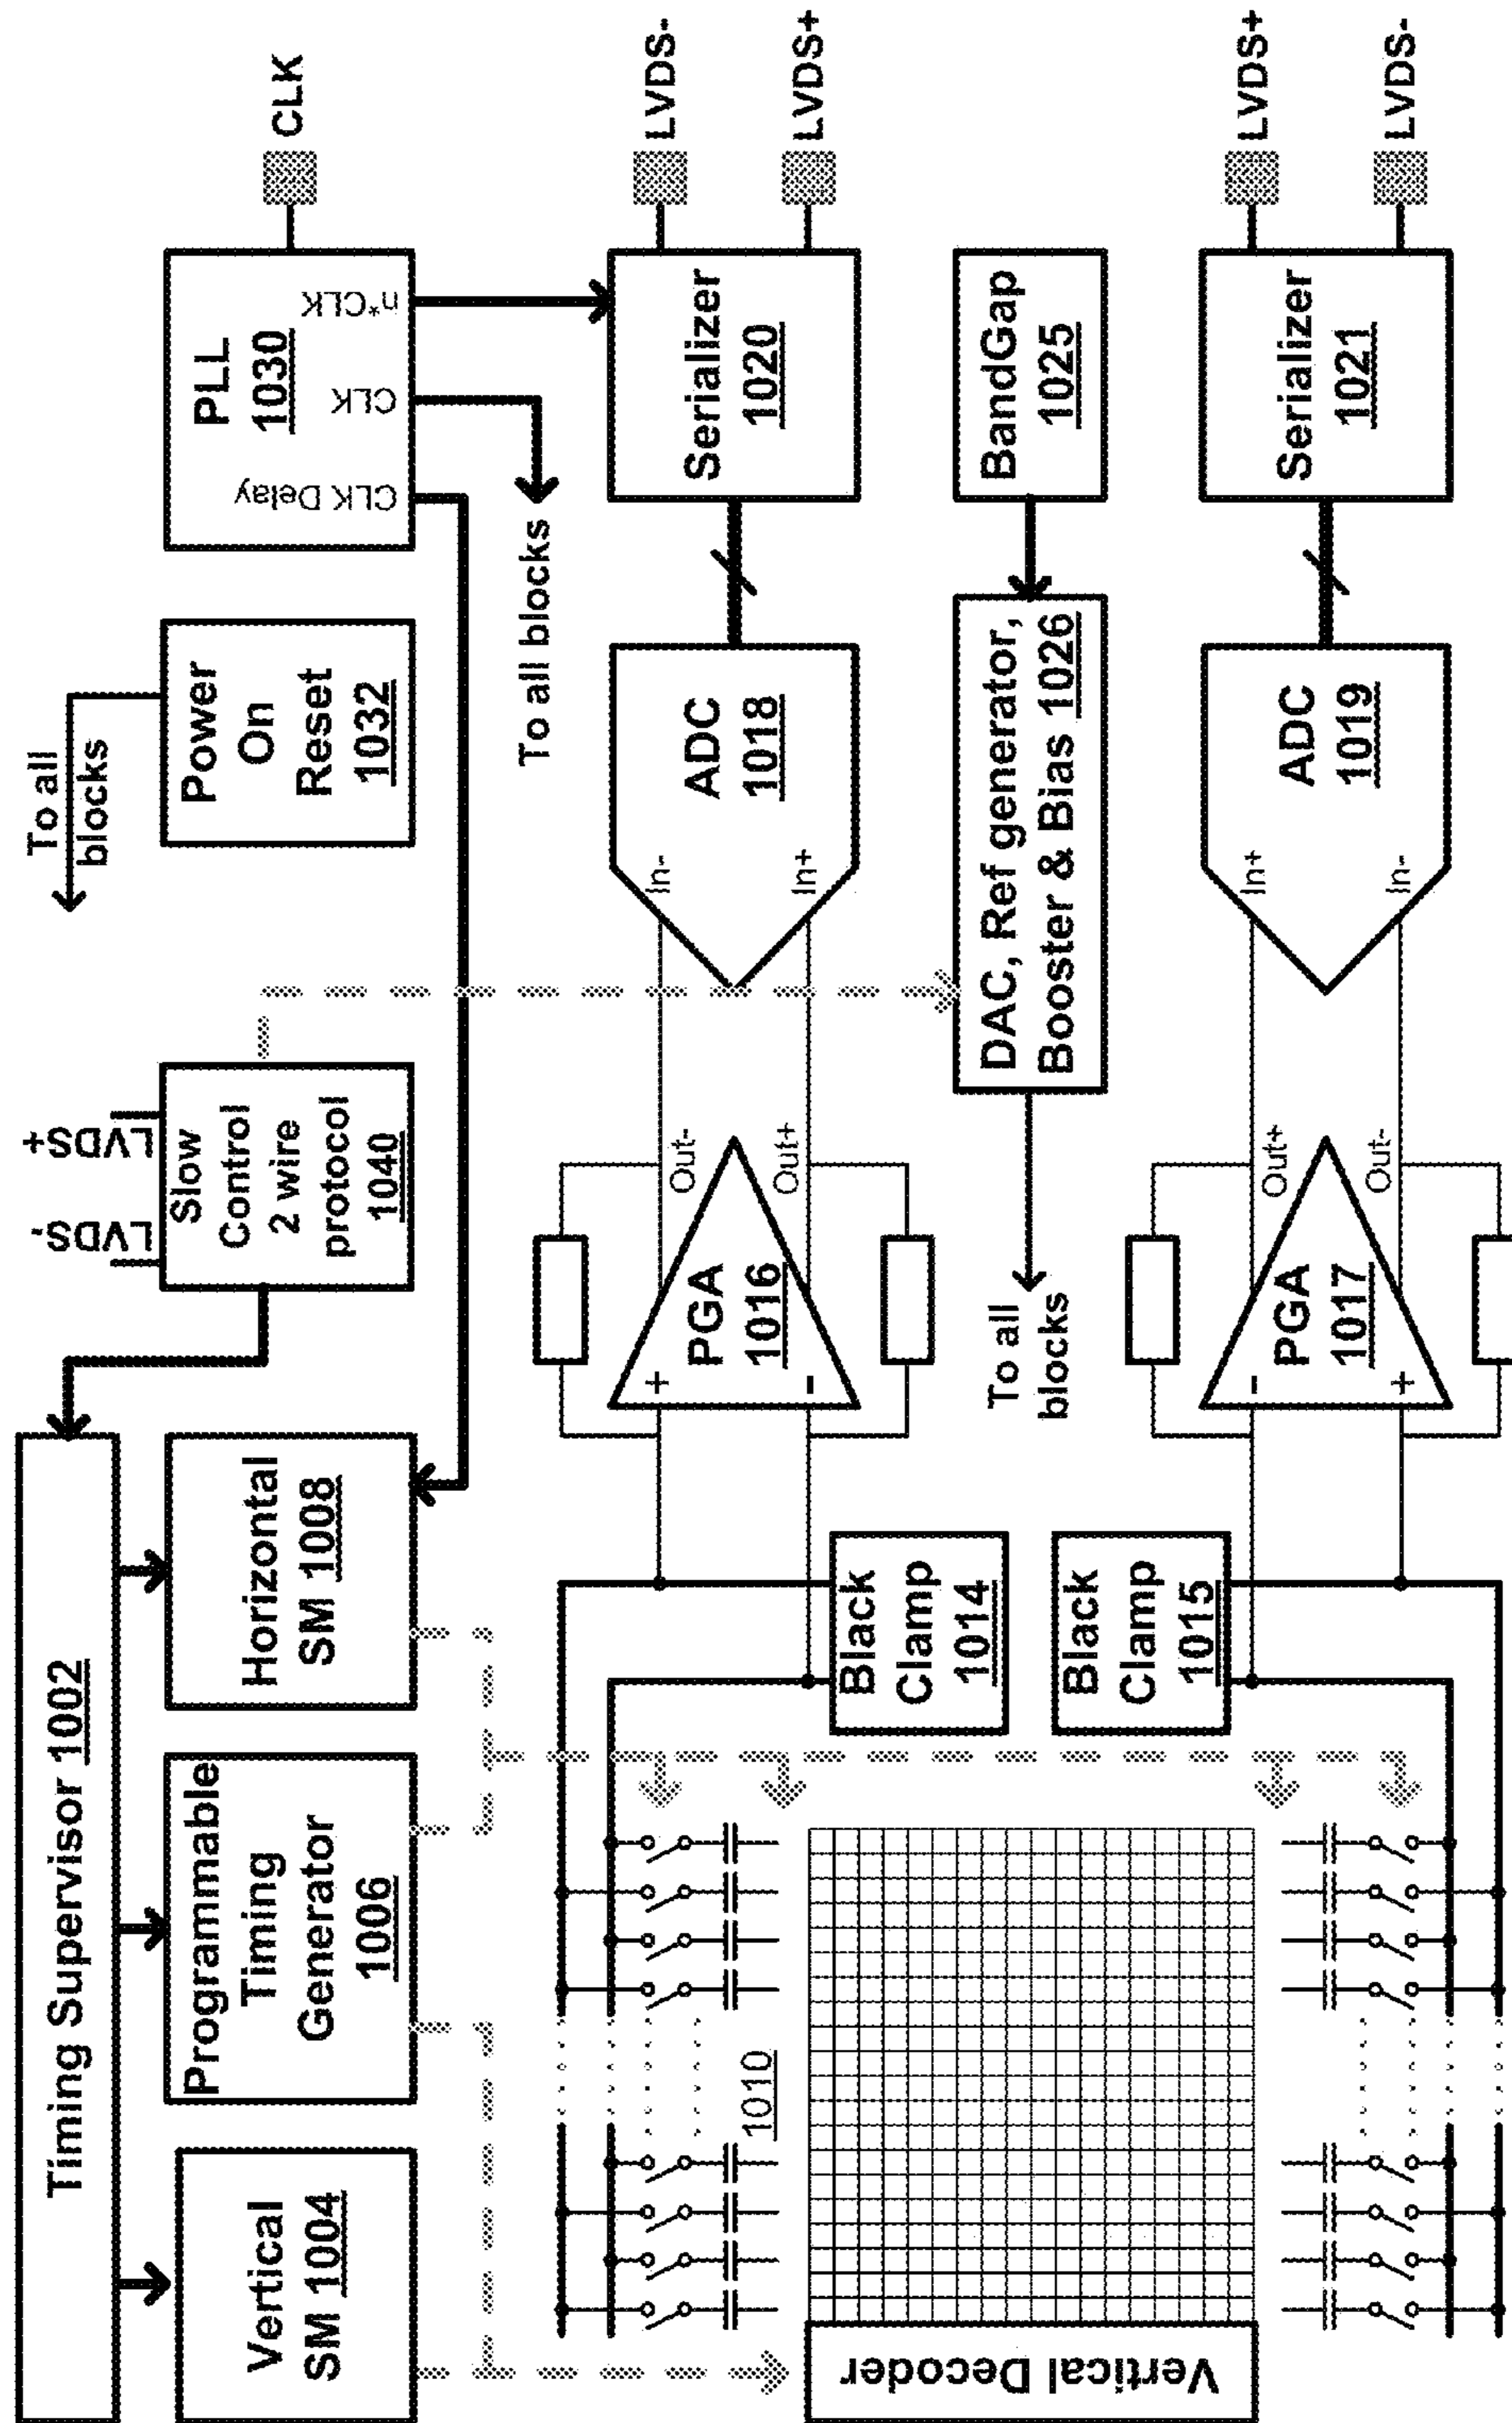 Timing Supervisor 1002
Vertical
SM 1004
Programmable
Timing
Generator
1006
Horizontal
SM 1008
LVDS-
LVDS+
Slow
Control
2 wire
protocol
1040
To all
blocks
Power
On
Reset
1032
PLL
1030
CLK Delay
CLK
n*CLK
CLK
To all blocks
1010
Vertical Decoder
Black
Clamp
1014
Black
Clamp
1015
+
-
PGA
1016
Out-
Out+
In-
In+
ADC
1018
Serializer
1020
LVDS-
LVDS+
To all
blocks
DAC, Ref generator,
Booster & Bias 1026
BandGap
1025
-
+
PGA
1017
Out+
Out-
In+
In-
ADC
1019
Serializer
1021
LVDS+
LVDS-